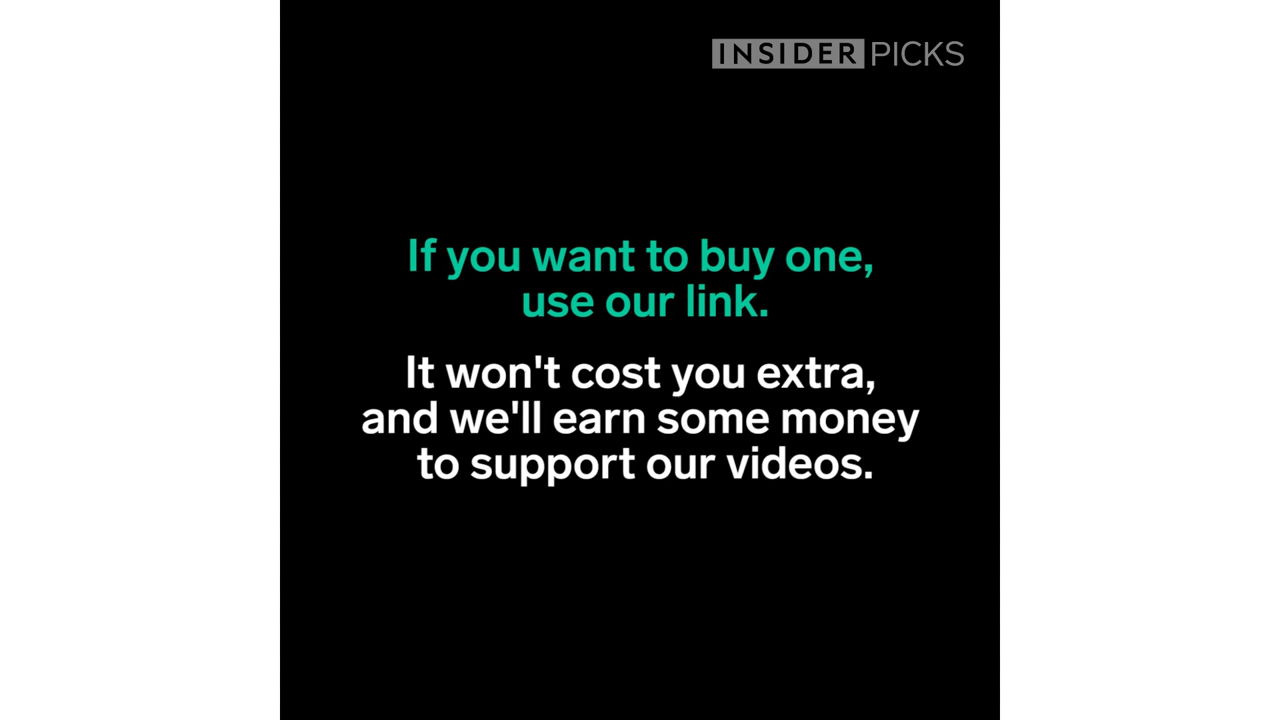 INSIDER PICKS
If you want to buy one,
use our link.
It won't cost you extra,
and we'll earn some money
to support our videos.